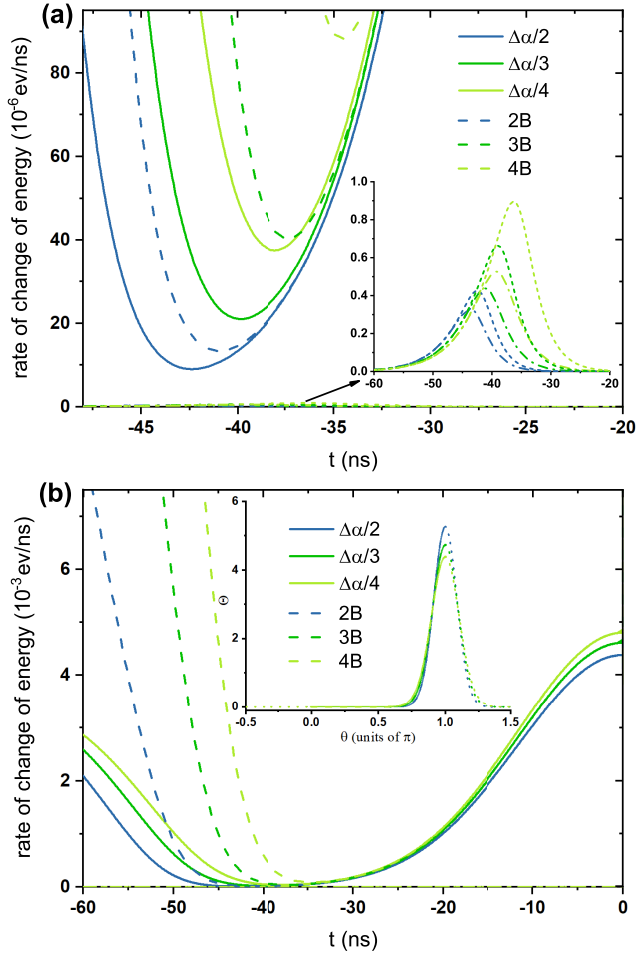 (a)
rate of change of energy (10⁻⁶ev/ns)
80
60
40
20
0
-45 -40 -35 -30 -25 -20
t (ns)
Δα/2
Δα/3
Δα/4
2B
3B
4B
1.0
0.8
0.6
0.4
0.2
0.0
-60 -50 -40 -30 -20
(b)
rate of change of energy (10⁻³ev/ns)
6
4
2
0
-60 -50 -40 -30 -20 -10 0
t (ns)
Δα/2
Δα/3
Δα/4
2B
3B
4B
Θ
6
4
2
0
-0.5 0.0 0.5 1.0 1.5
θ (units of π)